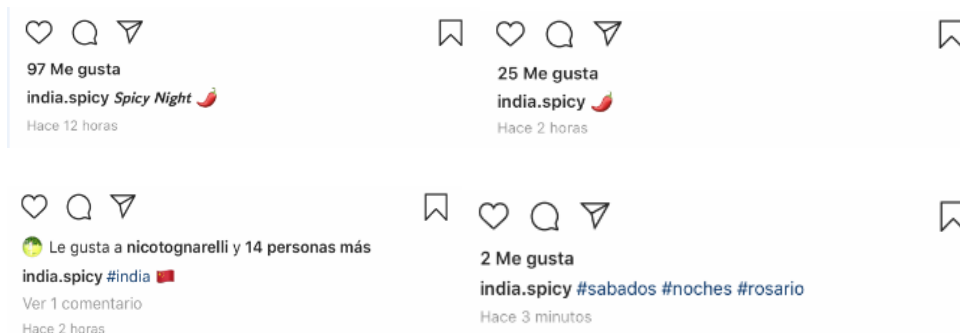 97 Me gusta
india.spicy Spicy Night 🌶️
Hace 12 horas
25 Me gusta
india.spicy 🌶️
Hace 2 horas
Le gusta a nicotognarelli y 14 personas más
india.spicy #india 🇨🇳
Ver 1 comentario
Hace 2 horas
2 Me gusta
india.spicy #sabados #noches #rosario
Hace 3 minutos